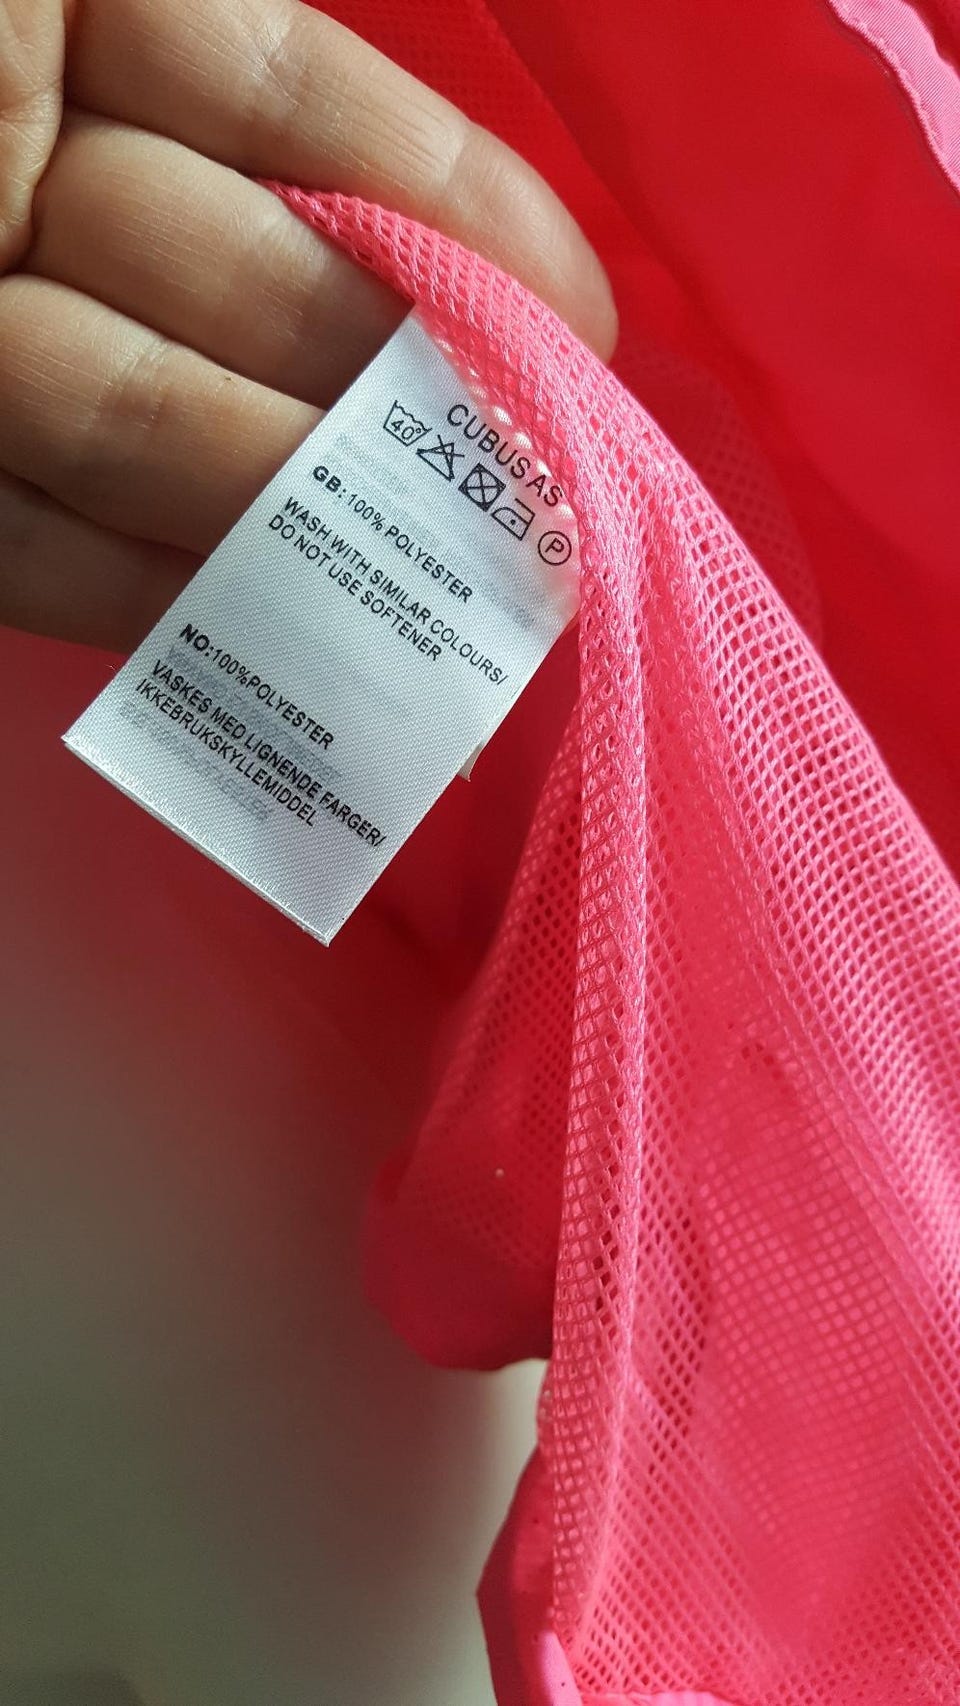 CUBUS AS
40° P
GB: 100% POLYESTER
WASH WITH SIMILAR COLOURS/
DO NOT USE SOFTENER
NO:100%POLYESTER
VASKES MED LIGNENDE FARGER/
IKKEBRUKSKYLLEMIDDEL